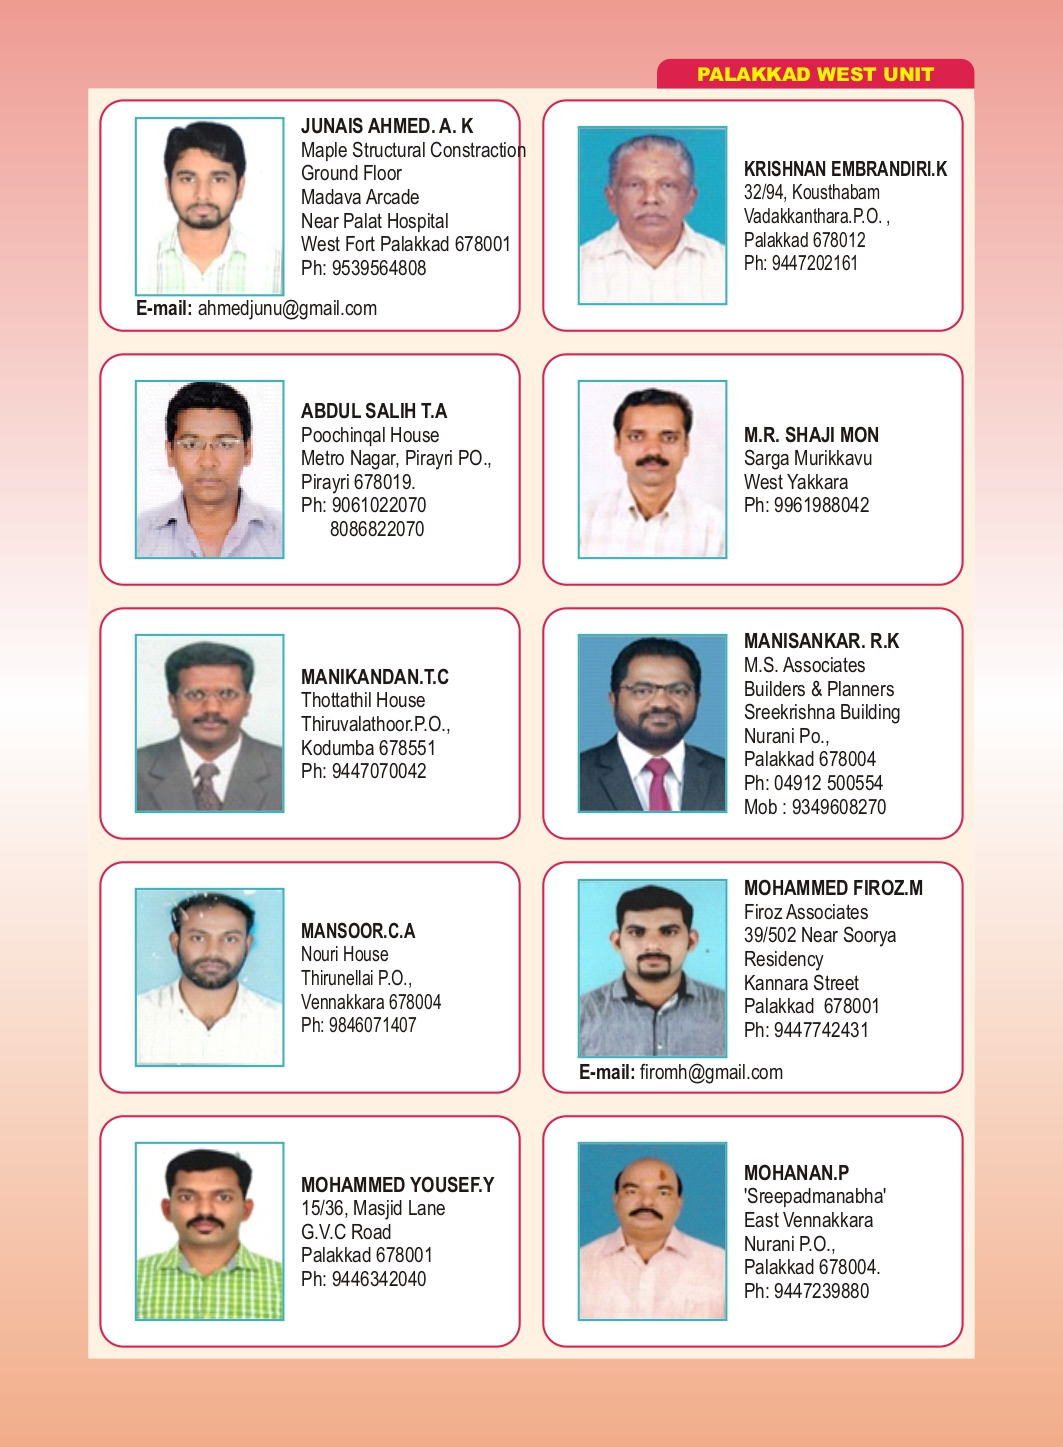 PALAKKAD WEST UNIT
JUNAIS AHMED. A. K
Maple Structural Constraction
Ground Floor
Madava Arcade
Near Palat Hospital
West Fort Palakkad 678001
Ph: 9539564808
E-mail: ahmedjunu@gmail.com
KRISHNAN EMBRANDIRI.K
32/94, Kousthabam
Vadakkanthara.P.O. ,
Palakkad 678012
Ph: 9447202161
ABDUL SALIH T.A
Poochinqal House
Metro Nagar, Pirayri PO.,
Pirayri 678019.
Ph: 9061022070
8086822070
M.R. SHAJI MON
Sarga Murikkavu
West Yakkara
Ph: 9961988042
MANIKANDAN.T.C
Thottathil House
Thiruvalathoor.P.O.,
Kodumba 678551
Ph: 9447070042
MANISANKAR. R.K
M.S. Associates
Builders & Planners
Sreekrishna Building
Nurani Po.,
Palakkad 678004
Ph: 04912 500554
Mob : 9349608270
MANSOOR.C.A
Nouri House
Thirunellai P.O.,
Vennakkara 678004
Ph: 9846071407
MOHAMMED FIROZ.M
Firoz Associates
39/502 Near Soorya
Residency
Kannara Street
Palakkad  678001
Ph: 9447742431
E-mail: firomh@gmail.com
MOHAMMED YOUSEF.Y
15/36, Masjid Lane
G.V.C Road
Palakkad 678001
Ph: 9446342040
MOHANAN.P
'Sreepadmanabha'
East Vennakkara
Nurani P.O.,
Palakkad 678004.
Ph: 9447239880